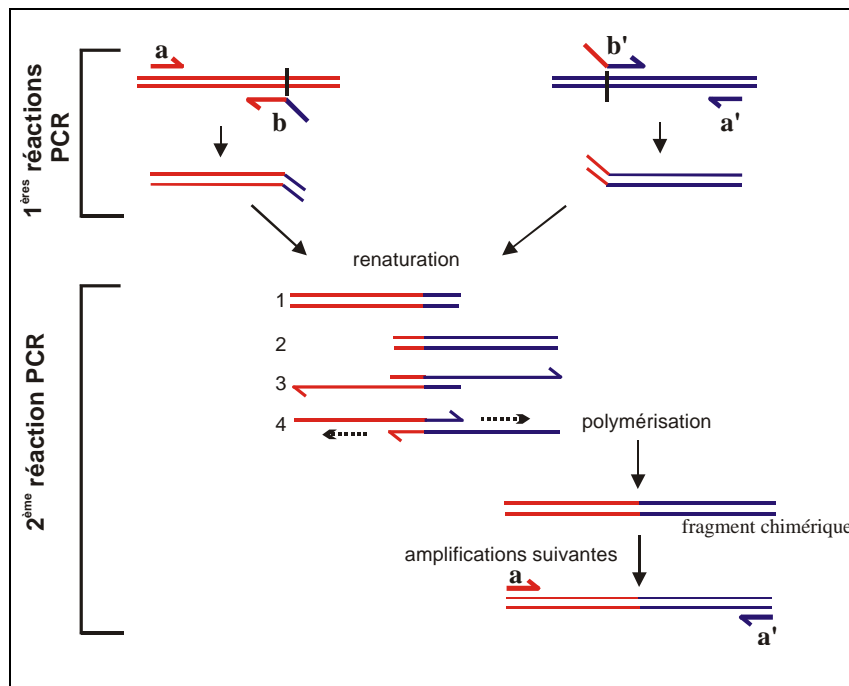 1ères réactions
PCR
a
b
b'
a'
renaturation
2ème réaction PCR
1
2
3
4
polymérisation
fragment chimérique
amplifications suivantes
a
a'